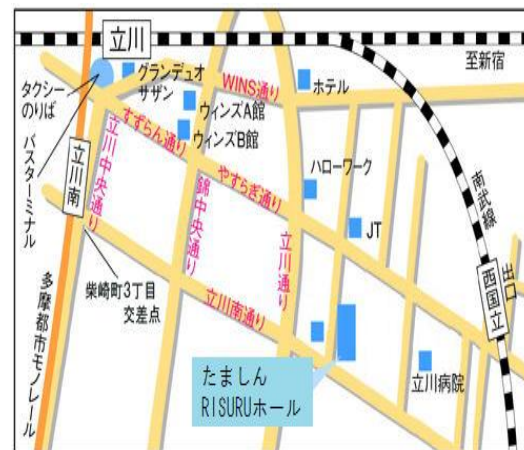 立川
至新宿
グランデュオ
サザン
WINS通り
ホテル
タクシー
のりば
ウィンズA館
ウィンズB館
すずらん通り
バスターミナル
立川南
立川中央通り
錦中央通り
やすらぎ通り
ハローワーク
南武線
JT
立川通り
出口
西国立
柴崎町3丁目
交差点
立川南通り
多摩都市モノレール
立川病院
たましん
RISURUホール